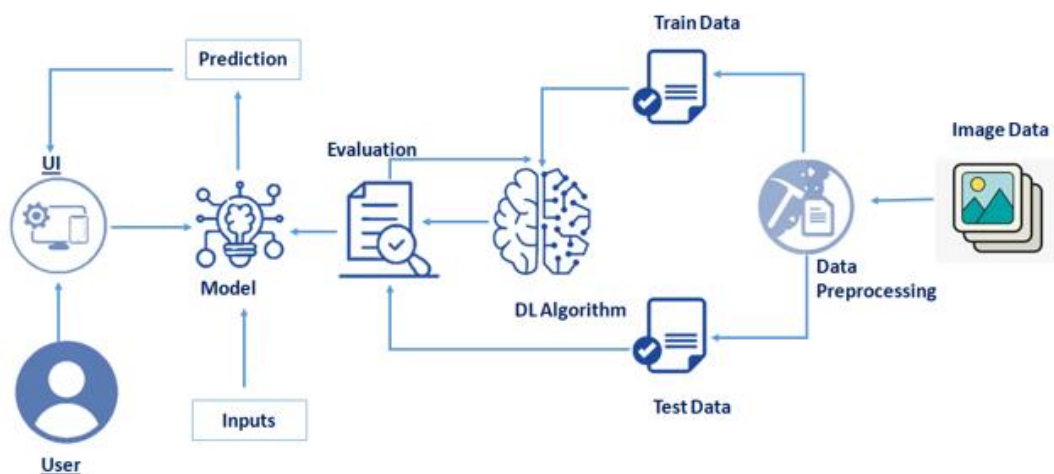 Train Data
Prediction
Image Data
Evaluation
UI
Model
DL Algorithm
Data
Preprocessing
Test Data
Inputs
User